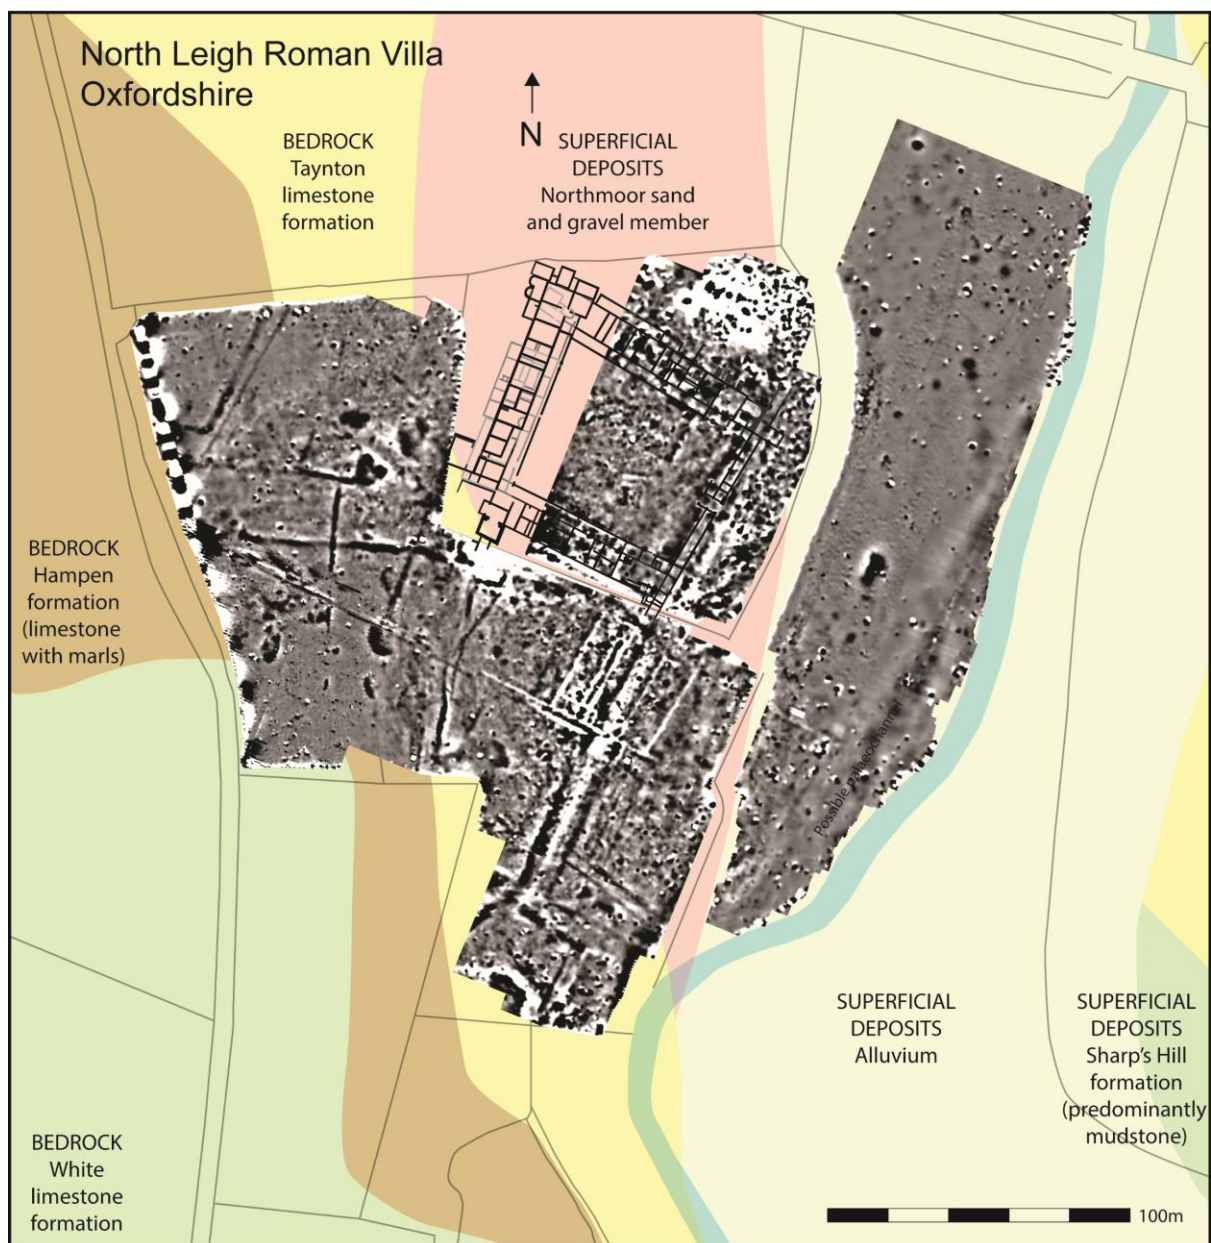 North Leigh Roman Villa
Oxfordshire
N
BEDROCK
Taynton
limestone
formation
SUPERFICIAL
DEPOSITS
Northmoor sand
and gravel member
BEDROCK
Hampen
formation
(limestone
with marls)
Possible palaeochannel
SUPERFICIAL
DEPOSITS
Alluvium
SUPERFICIAL
DEPOSITS
Sharp's Hill
formation
(predominantly
mudstone)
BEDROCK
White
limestone
formation
100m